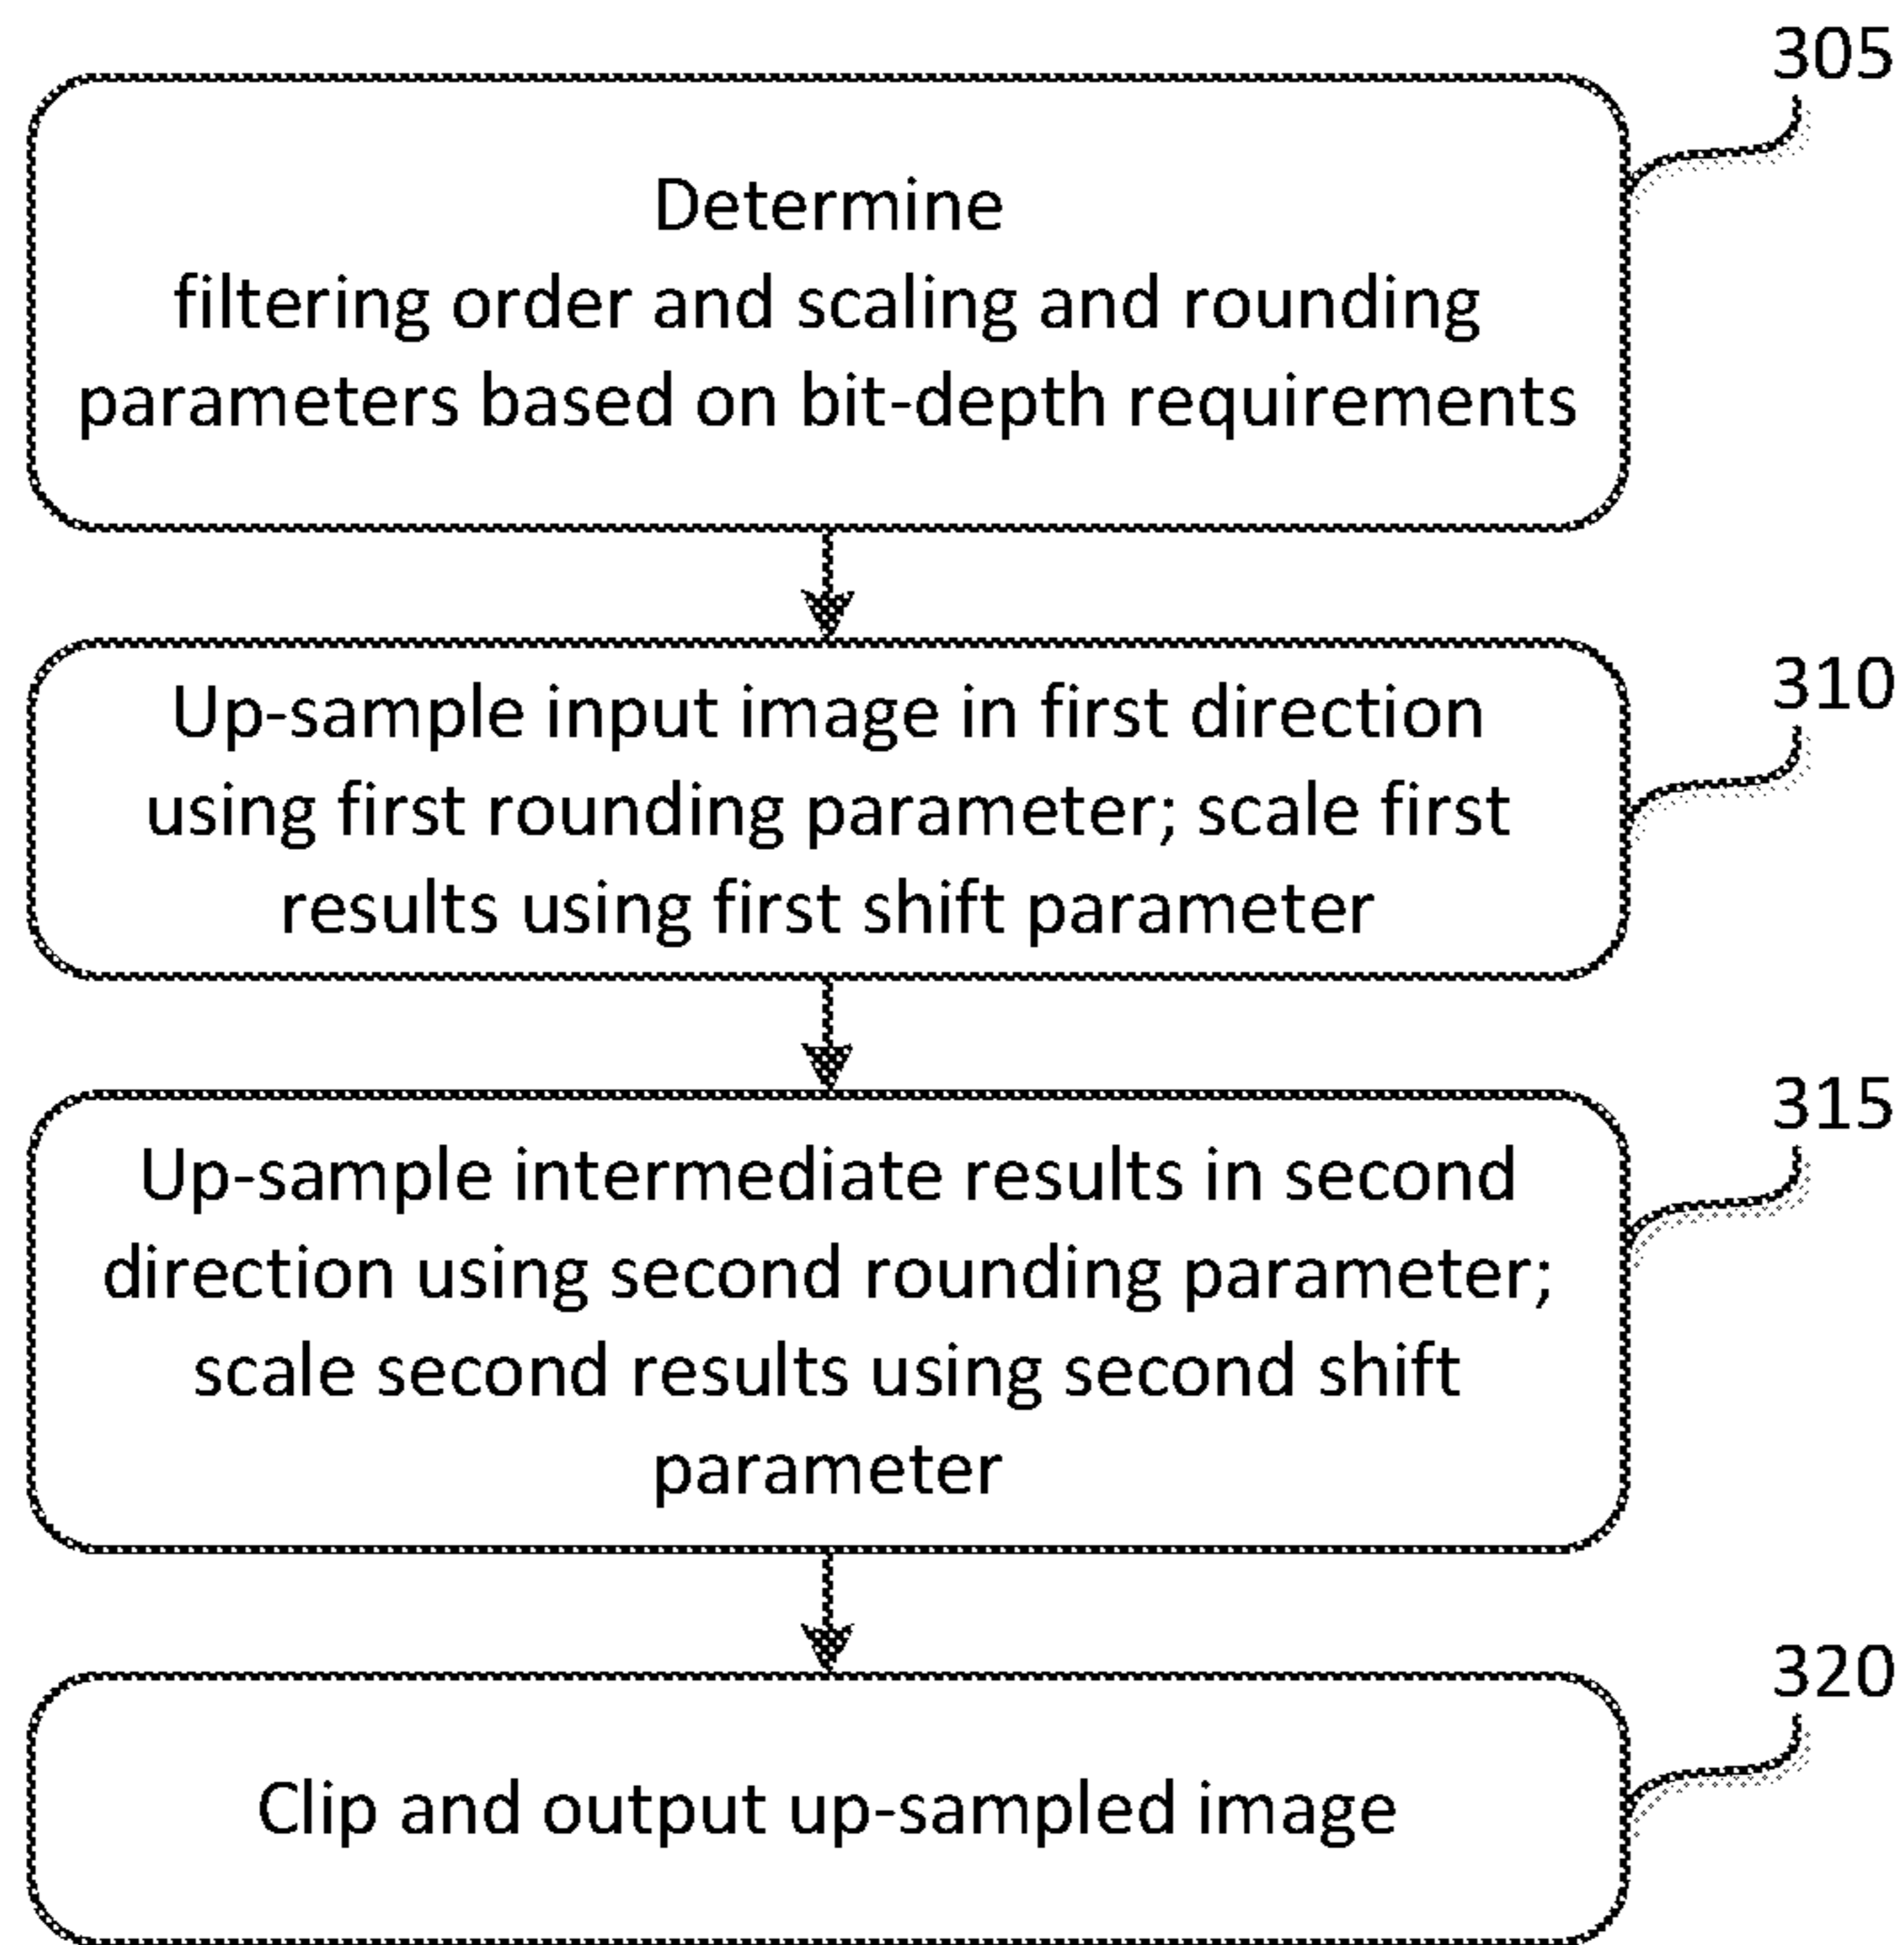 305
Determine
filtering order and scaling and rounding
parameters based on bit-depth requirements
310
Up-sample input image in first direction
using first rounding parameter; scale first
results using first shift parameter
315
Up-sample intermediate results in second
direction using second rounding parameter;
scale second results using second shift
parameter
320
Clip and output up-sampled image